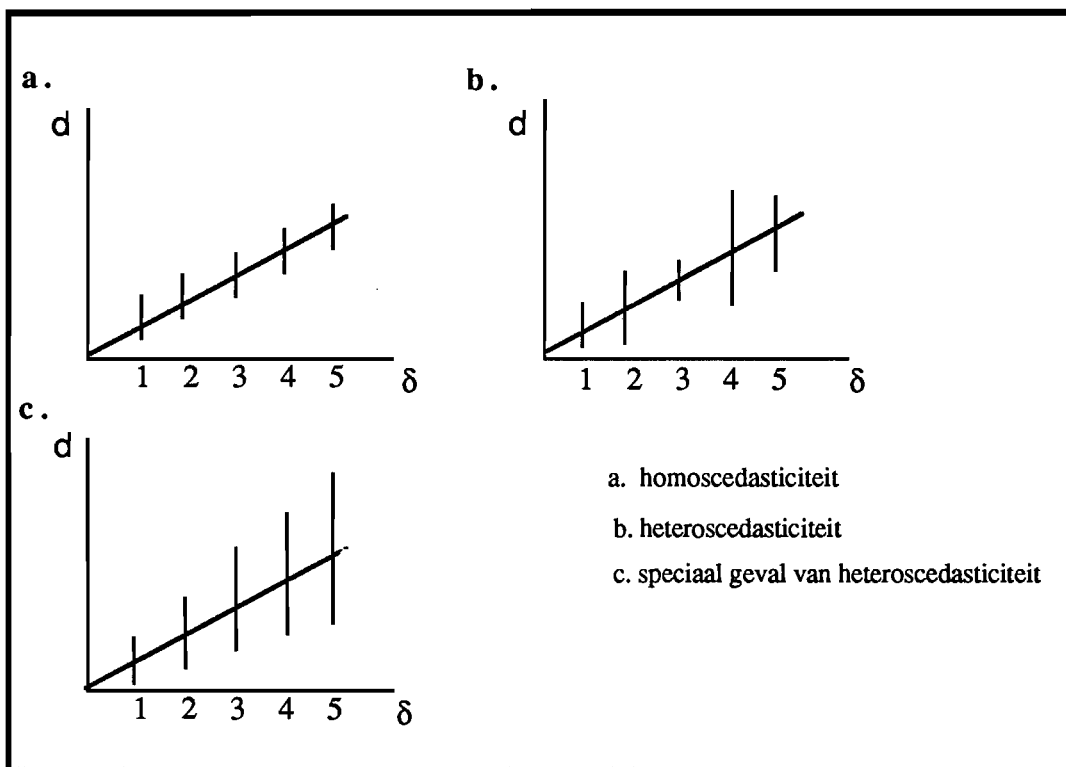 a.
d
1 2 3 4 5 δ
b.
d
1 2 3 4 5 δ
c.
d
1 2 3 4 5 δ
a. homoscedasticiteit
b. heteroscedasticiteit
c. speciaal geval van heteroscedasticiteit